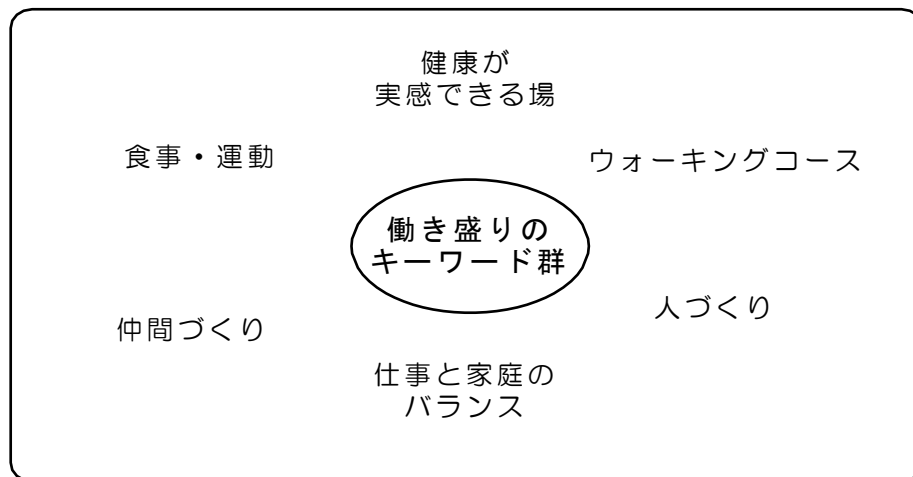 健康が
実感できる場
食事・運動
ウォーキングコース
働き盛りの
キーワード群
人づくり
仲間づくり
仕事と家庭の
バランス